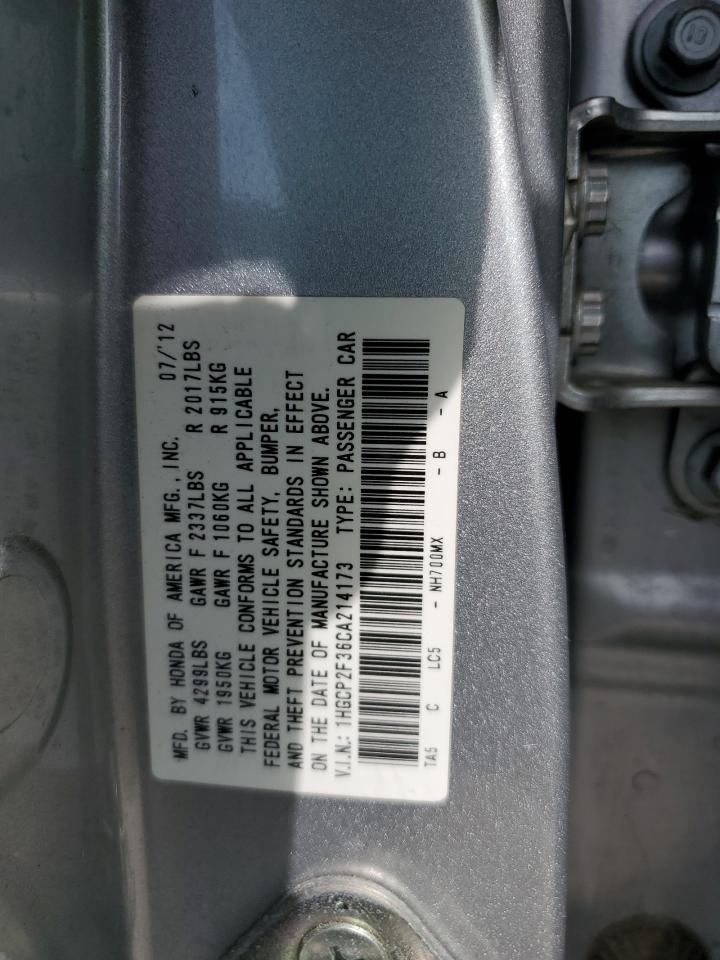 MFD. BY HONDA OF AMERICA MFG., INC. 07/'12
GVWR 4299LBS GAWR F 2337LBS R 2017LBS
GVWR 1950KG GAWR F 1060KG R 915KG
THIS VEHICLE CONFORMS TO ALL APPLICABLE
FEDERAL MOTOR VEHICLE SAFETY, BUMPER,
AND THEFT PREVENTION STANDARDS IN EFFECT
ON THE DATE OF MANUFACTURE SHOWN ABOVE.
V.I.N.: 1HGCP2F36CA214173 TYPE: PASSENGER CAR
TA5 C LC5 - NH700MX - B - A